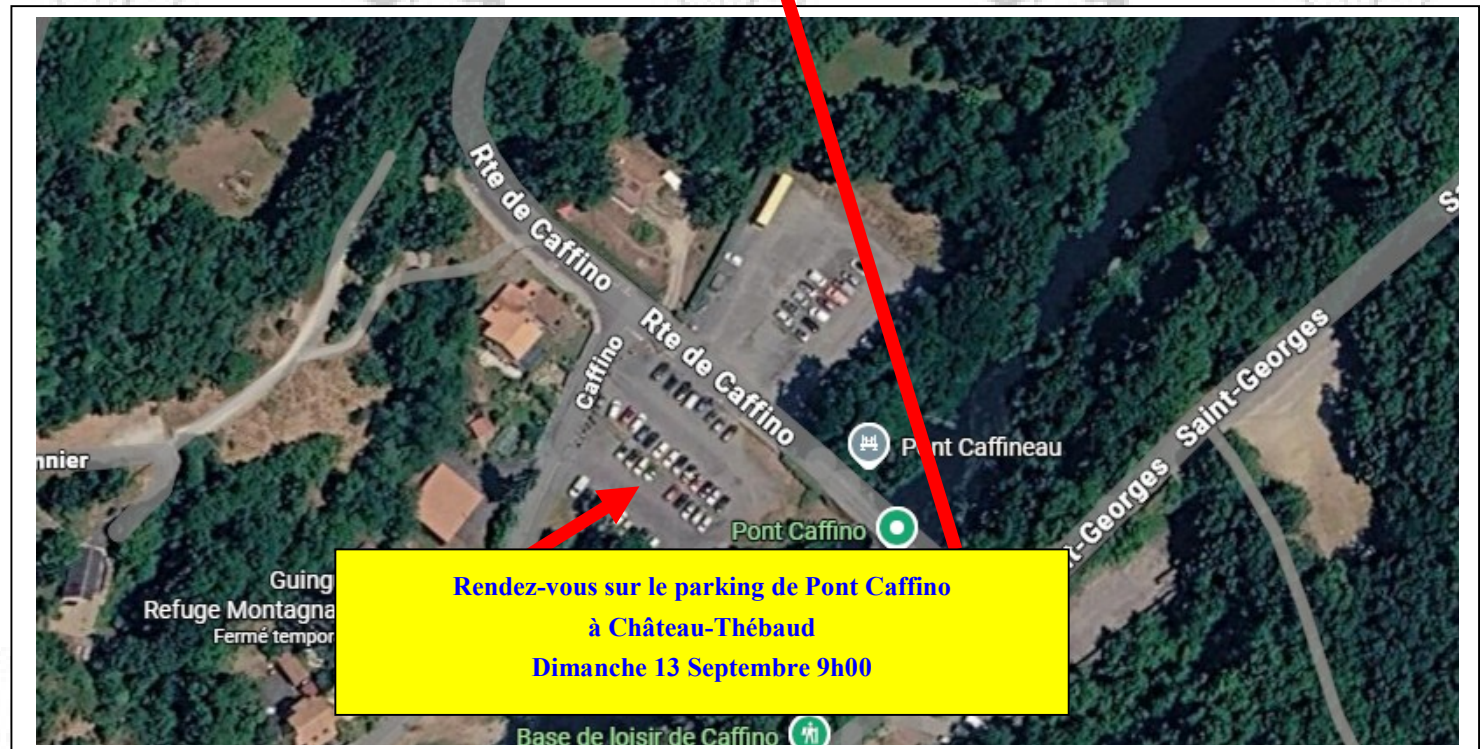 Rte de Caffino
Rte de Caffino
Caffino
Saint-Georges
Pont Caffineau
nnier
-Georges
Pont Caffino
Guing
Refuge Montagna
Fermé tempor
Rendez-vous sur le parking de Pont Caffino
à Château-Thébaud
Dimanche 13 Septembre 9h00
Base de loisir de Caffino